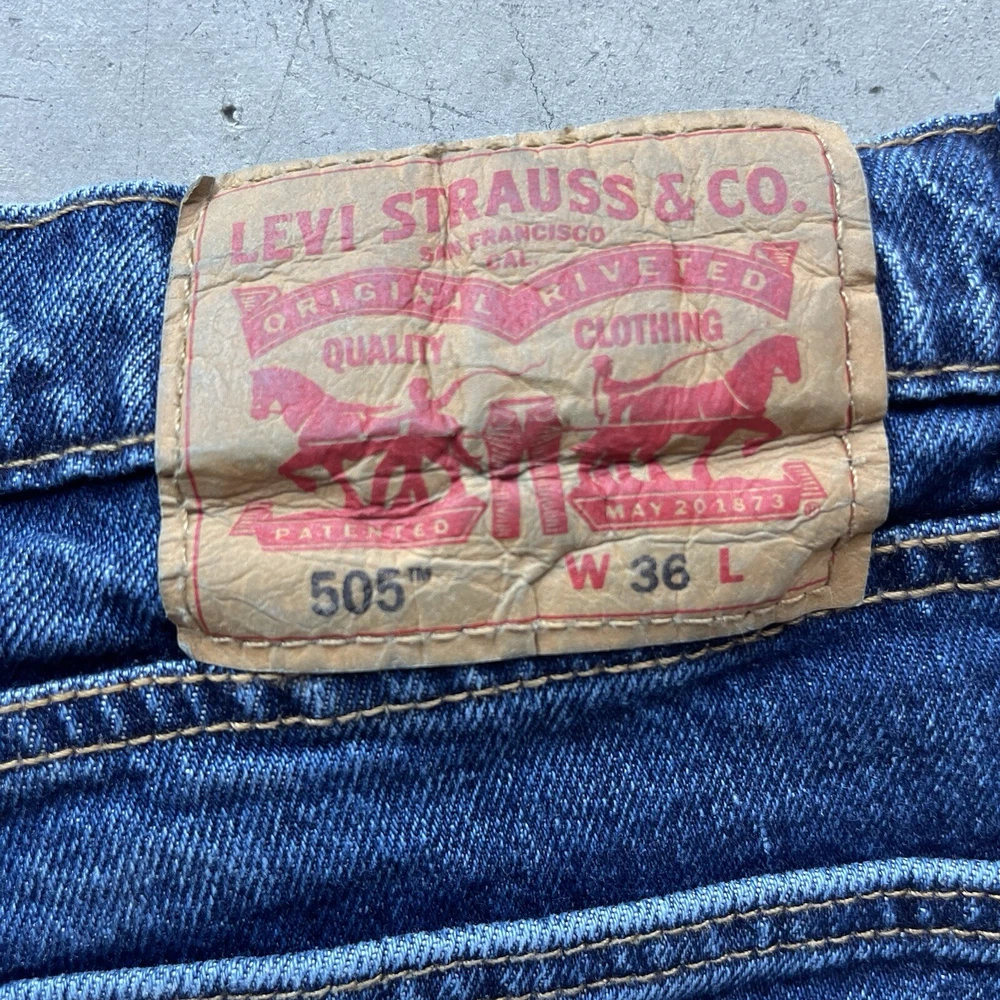 LEVI STRAUSS & CO.
SAN FRANCISCO
CAL.
ORIGINAL RIVETED
QUALITY CLOTHING
PATENTED MAY 20 1873
505™ W 36 L